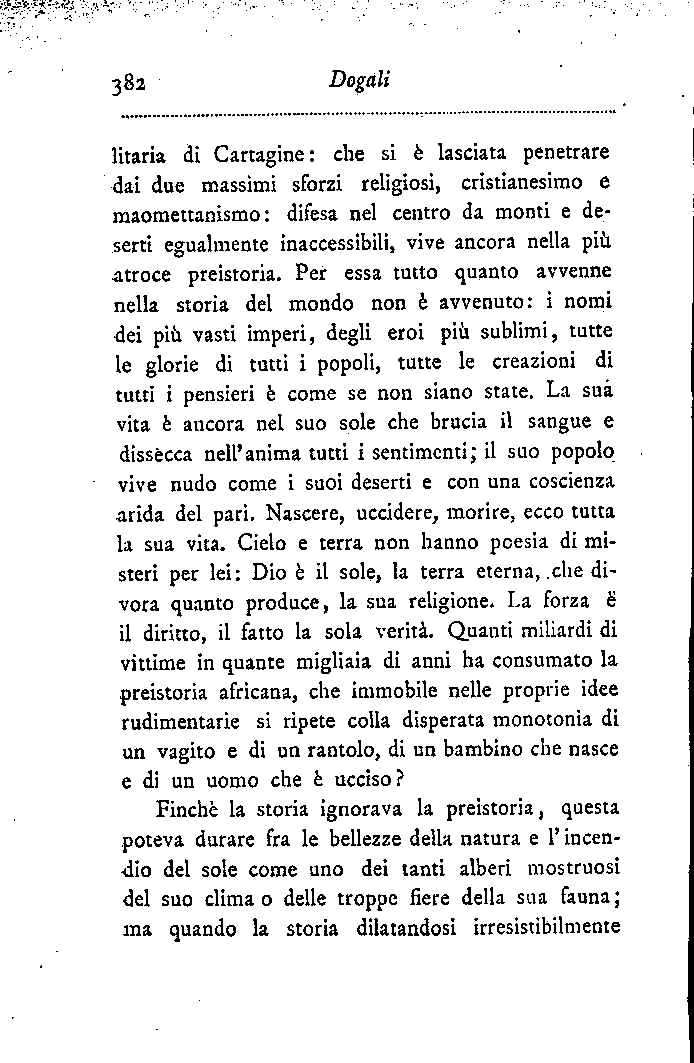 382 Dogali
litaria di Cartagine: che si è lasciata penetrare
dai due massimi sforzi religiosi, cristianesimo e
maomettanismo: difesa nel centro da monti e de-
serti egualmente inaccessibili, vive ancora nella più
atroce preistoria. Per essa tutto quanto avvenne
nella storia del mondo non è avvenuto: i nomi
dei più vasti imperi, degli eroi più sublimi, tutte
le glorie di tutti i popoli, tutte le creazioni di
tutti i pensieri è come se non siano state. La sua
vita è ancora nel suo sole che brucia il sangue e
dissècca nell'anima tutti i sentimenti; il suo popolo
vive nudo come i suoi deserti e con una coscienza
arida del pari. Nascere, uccidere, morire, ecco tutta
la sua vita. Cielo e terra non hanno poesia di mi-
steri per lei: Dio è il sole, la terra eterna, che di-
vora quanto produce, la sua religione. La forza è
il diritto, il fatto la sola verità. Quanti miliardi di
vittime in quante migliaia di anni ha consumato la
preistoria africana, che immobile nelle proprie idee
rudimentarie si ripete colla disperata monotonia di
un vagito e di un rantolo, di un bambino che nasce
e di un uomo che è ucciso?
Finchè la storia ignorava la preistoria, questa
poteva durare fra le bellezze della natura e l'incen-
dio del sole come uno dei tanti alberi mostruosi
del suo clima o delle troppe fiere della sua fauna;
ma quando la storia dilatandosi irresistibilmente